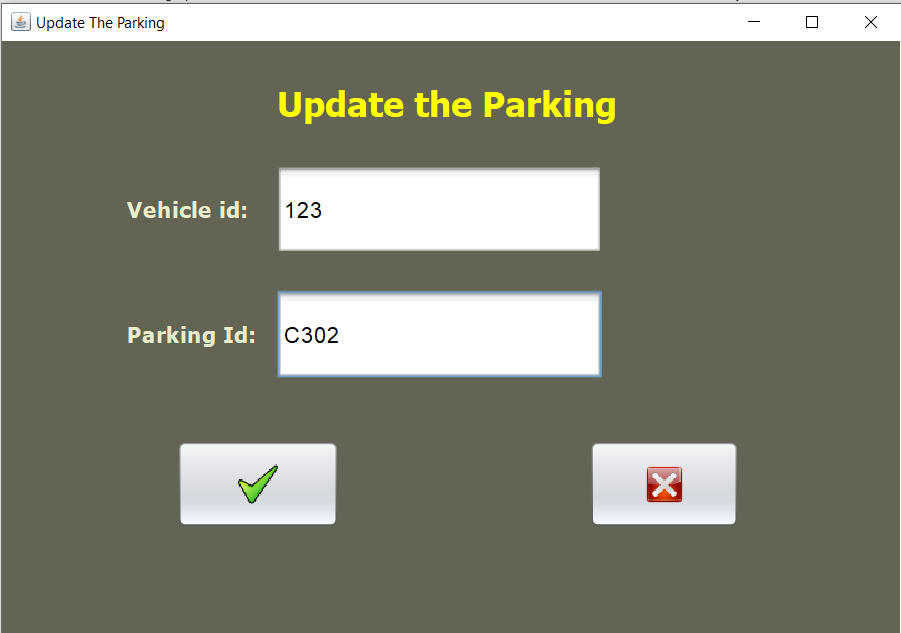 Update The Parking
Update the Parking
Vehicle id:
123
Parking Id:
C302